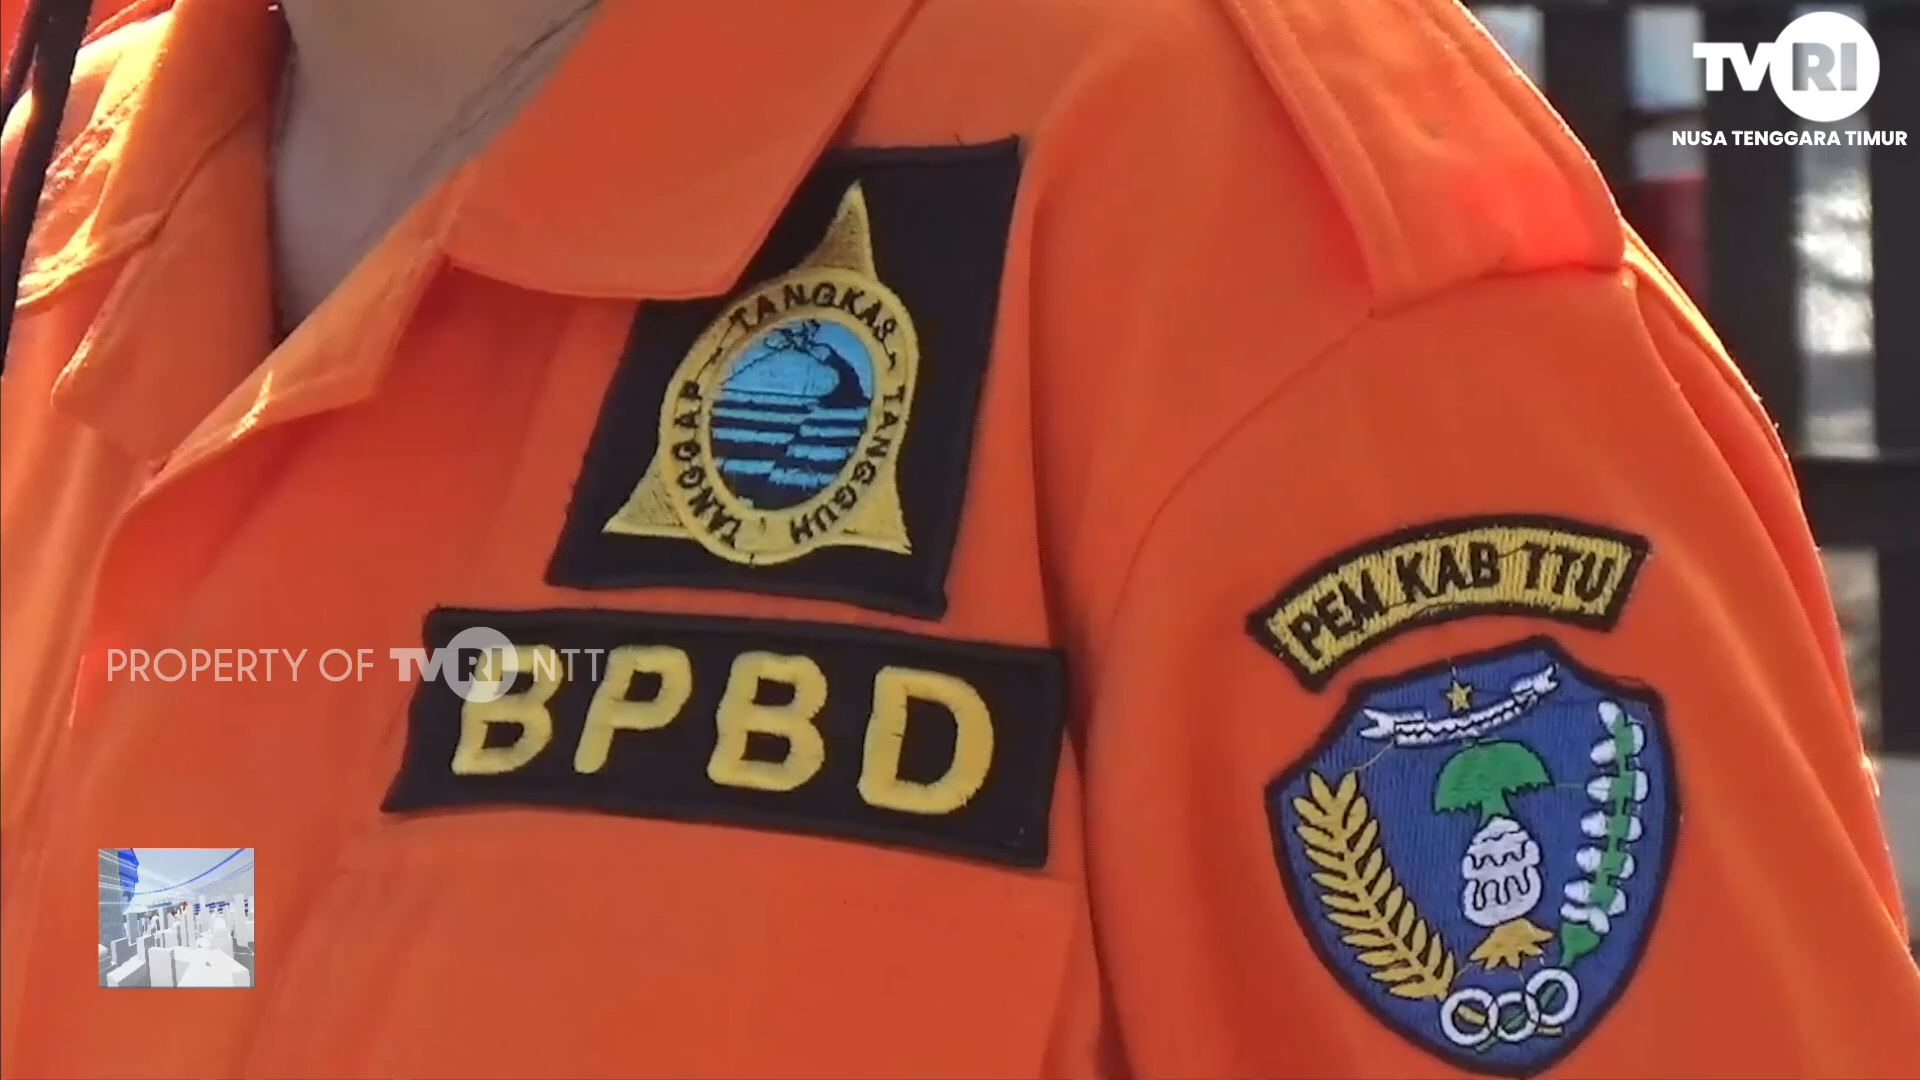 TVRI
NUSA TENGGARA TIMUR
TANGGAP TANGKAS TANGGUH
PEM KAB TTU
PROPERTY OF TVRI NTT
BPBD